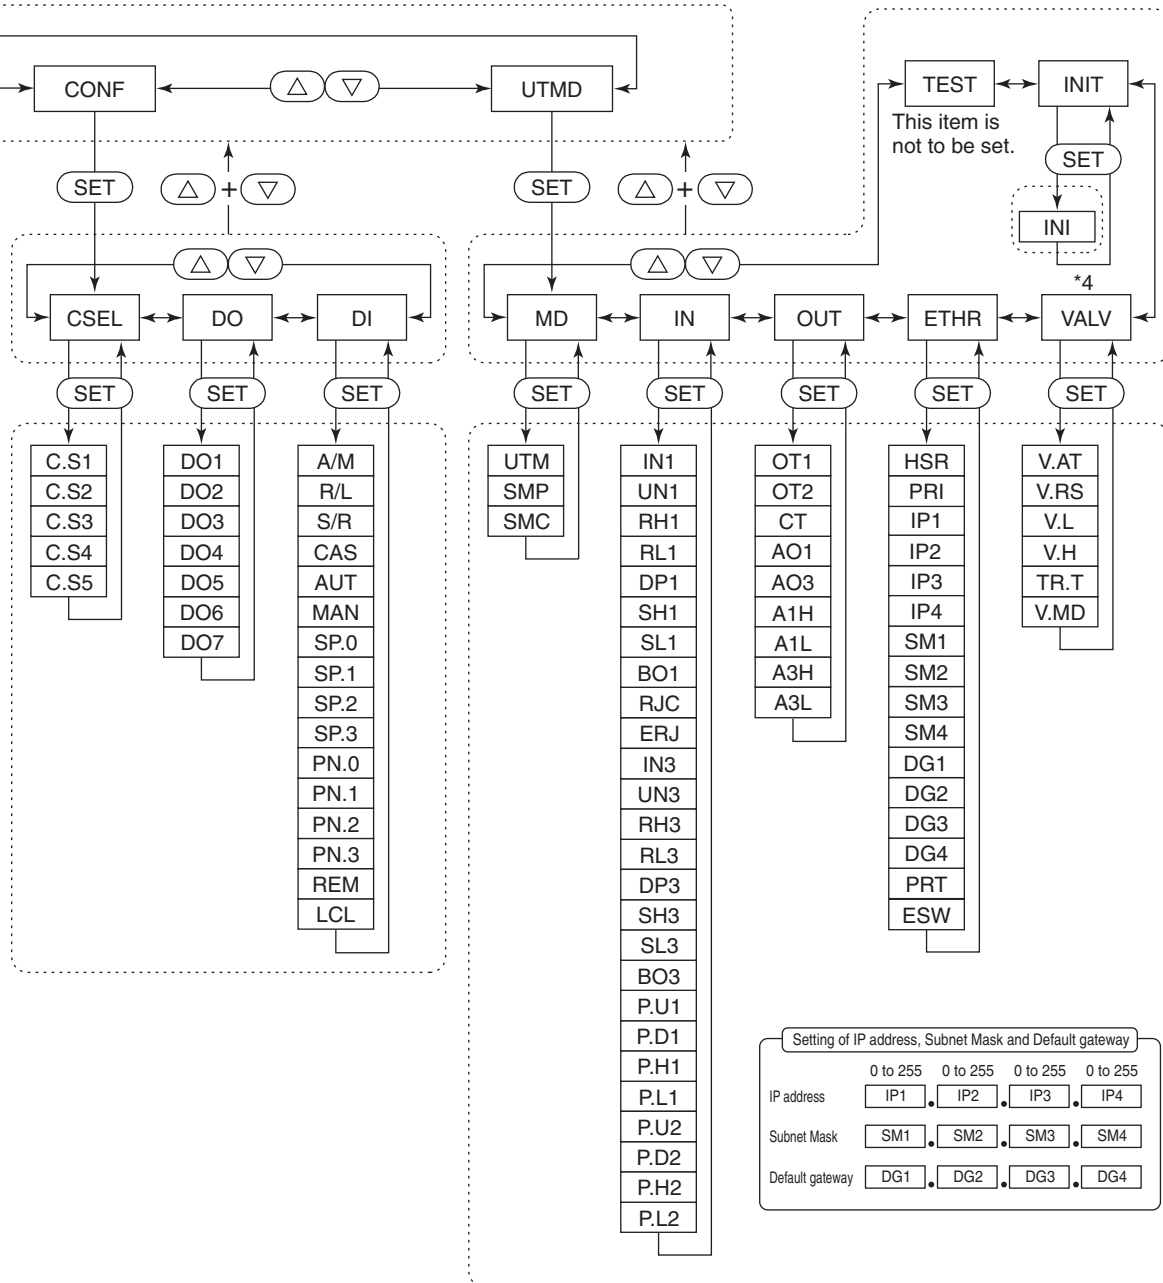 CONF
UTMD
TEST
INIT
This item is
not to be set.
SET
SET
SET
+
+
INI
*4
CSEL
DO
DI
MD
IN
OUT
ETHR
VALV
SET
SET
SET
SET
SET
SET
SET
SET
C.S1
C.S2
C.S3
C.S4
C.S5
DO1
DO2
DO3
DO4
DO5
DO6
DO7
A/M
R/L
S/R
CAS
AUT
MAN
SP.0
SP.1
SP.2
SP.3
PN.0
PN.1
PN.2
PN.3
REM
LCL
UTM
SMP
SMC
IN1
UN1
RH1
RL1
DP1
SH1
SL1
BO1
RJC
ERJ
IN3
UN3
RH3
RL3
DP3
SH3
SL3
BO3
P.U1
P.D1
P.H1
P.L1
P.U2
P.D2
P.H2
P.L2
OT1
OT2
CT
AO1
AO3
A1H
A1L
A3H
A3L
HSR
PRI
IP1
IP2
IP3
IP4
SM1
SM2
SM3
SM4
DG1
DG2
DG3
DG4
PRT
ESW
V.AT
V.RS
V.L
V.H
TR.T
V.MD
Setting of IP address, Subnet Mask and Default gateway
0 to 255 0 to 255 0 to 255 0 to 255
IP address IP1 . IP2 . IP3 . IP4
Subnet Mask SM1 . SM2 . SM3 . SM4
Default gateway DG1 . DG2 . DG3 . DG4